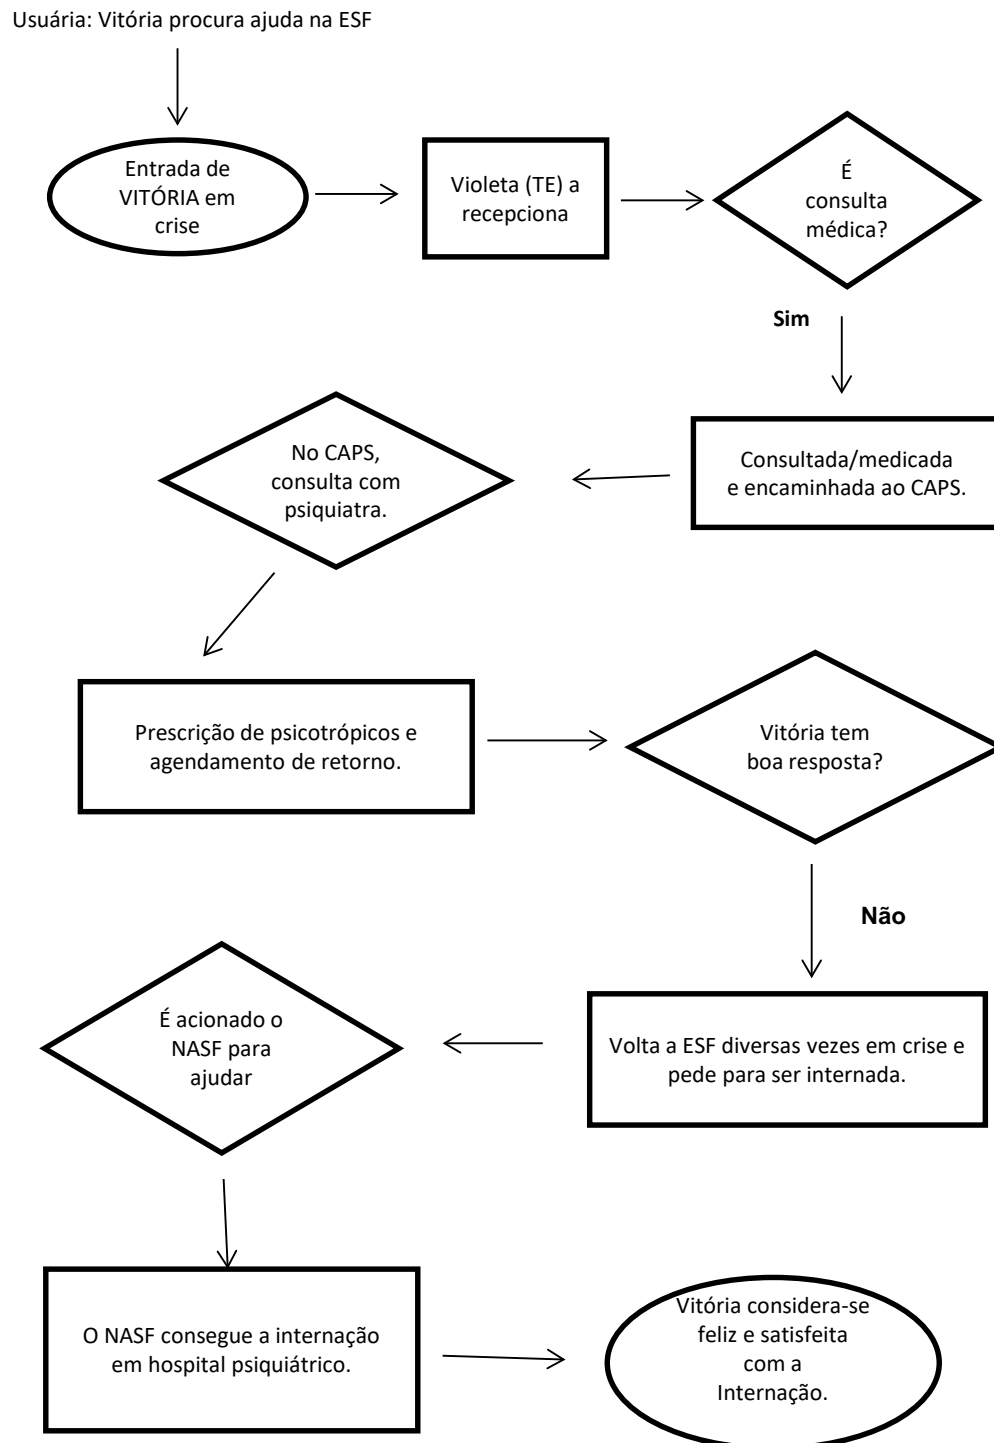 Usuária: Vitória procura ajuda na ESF
Entrada de
VITÓRIA em
crise
Violeta (TE) a
recepciona
É
consulta
médica?
Sim
Consultada/medicada
e encaminhada ao CAPS.
No CAPS,
consulta com
psiquiatra.
Prescrição de psicotrópicos e
agendamento de retorno.
Vitória tem
boa resposta?
Não
Volta a ESF diversas vezes em crise e
pede para ser internada.
É acionado o
NASF para
ajudar
O NASF consegue a internação
em hospital psiquiátrico.
Vitória considera-se
feliz e satisfeita
com a
Internação.